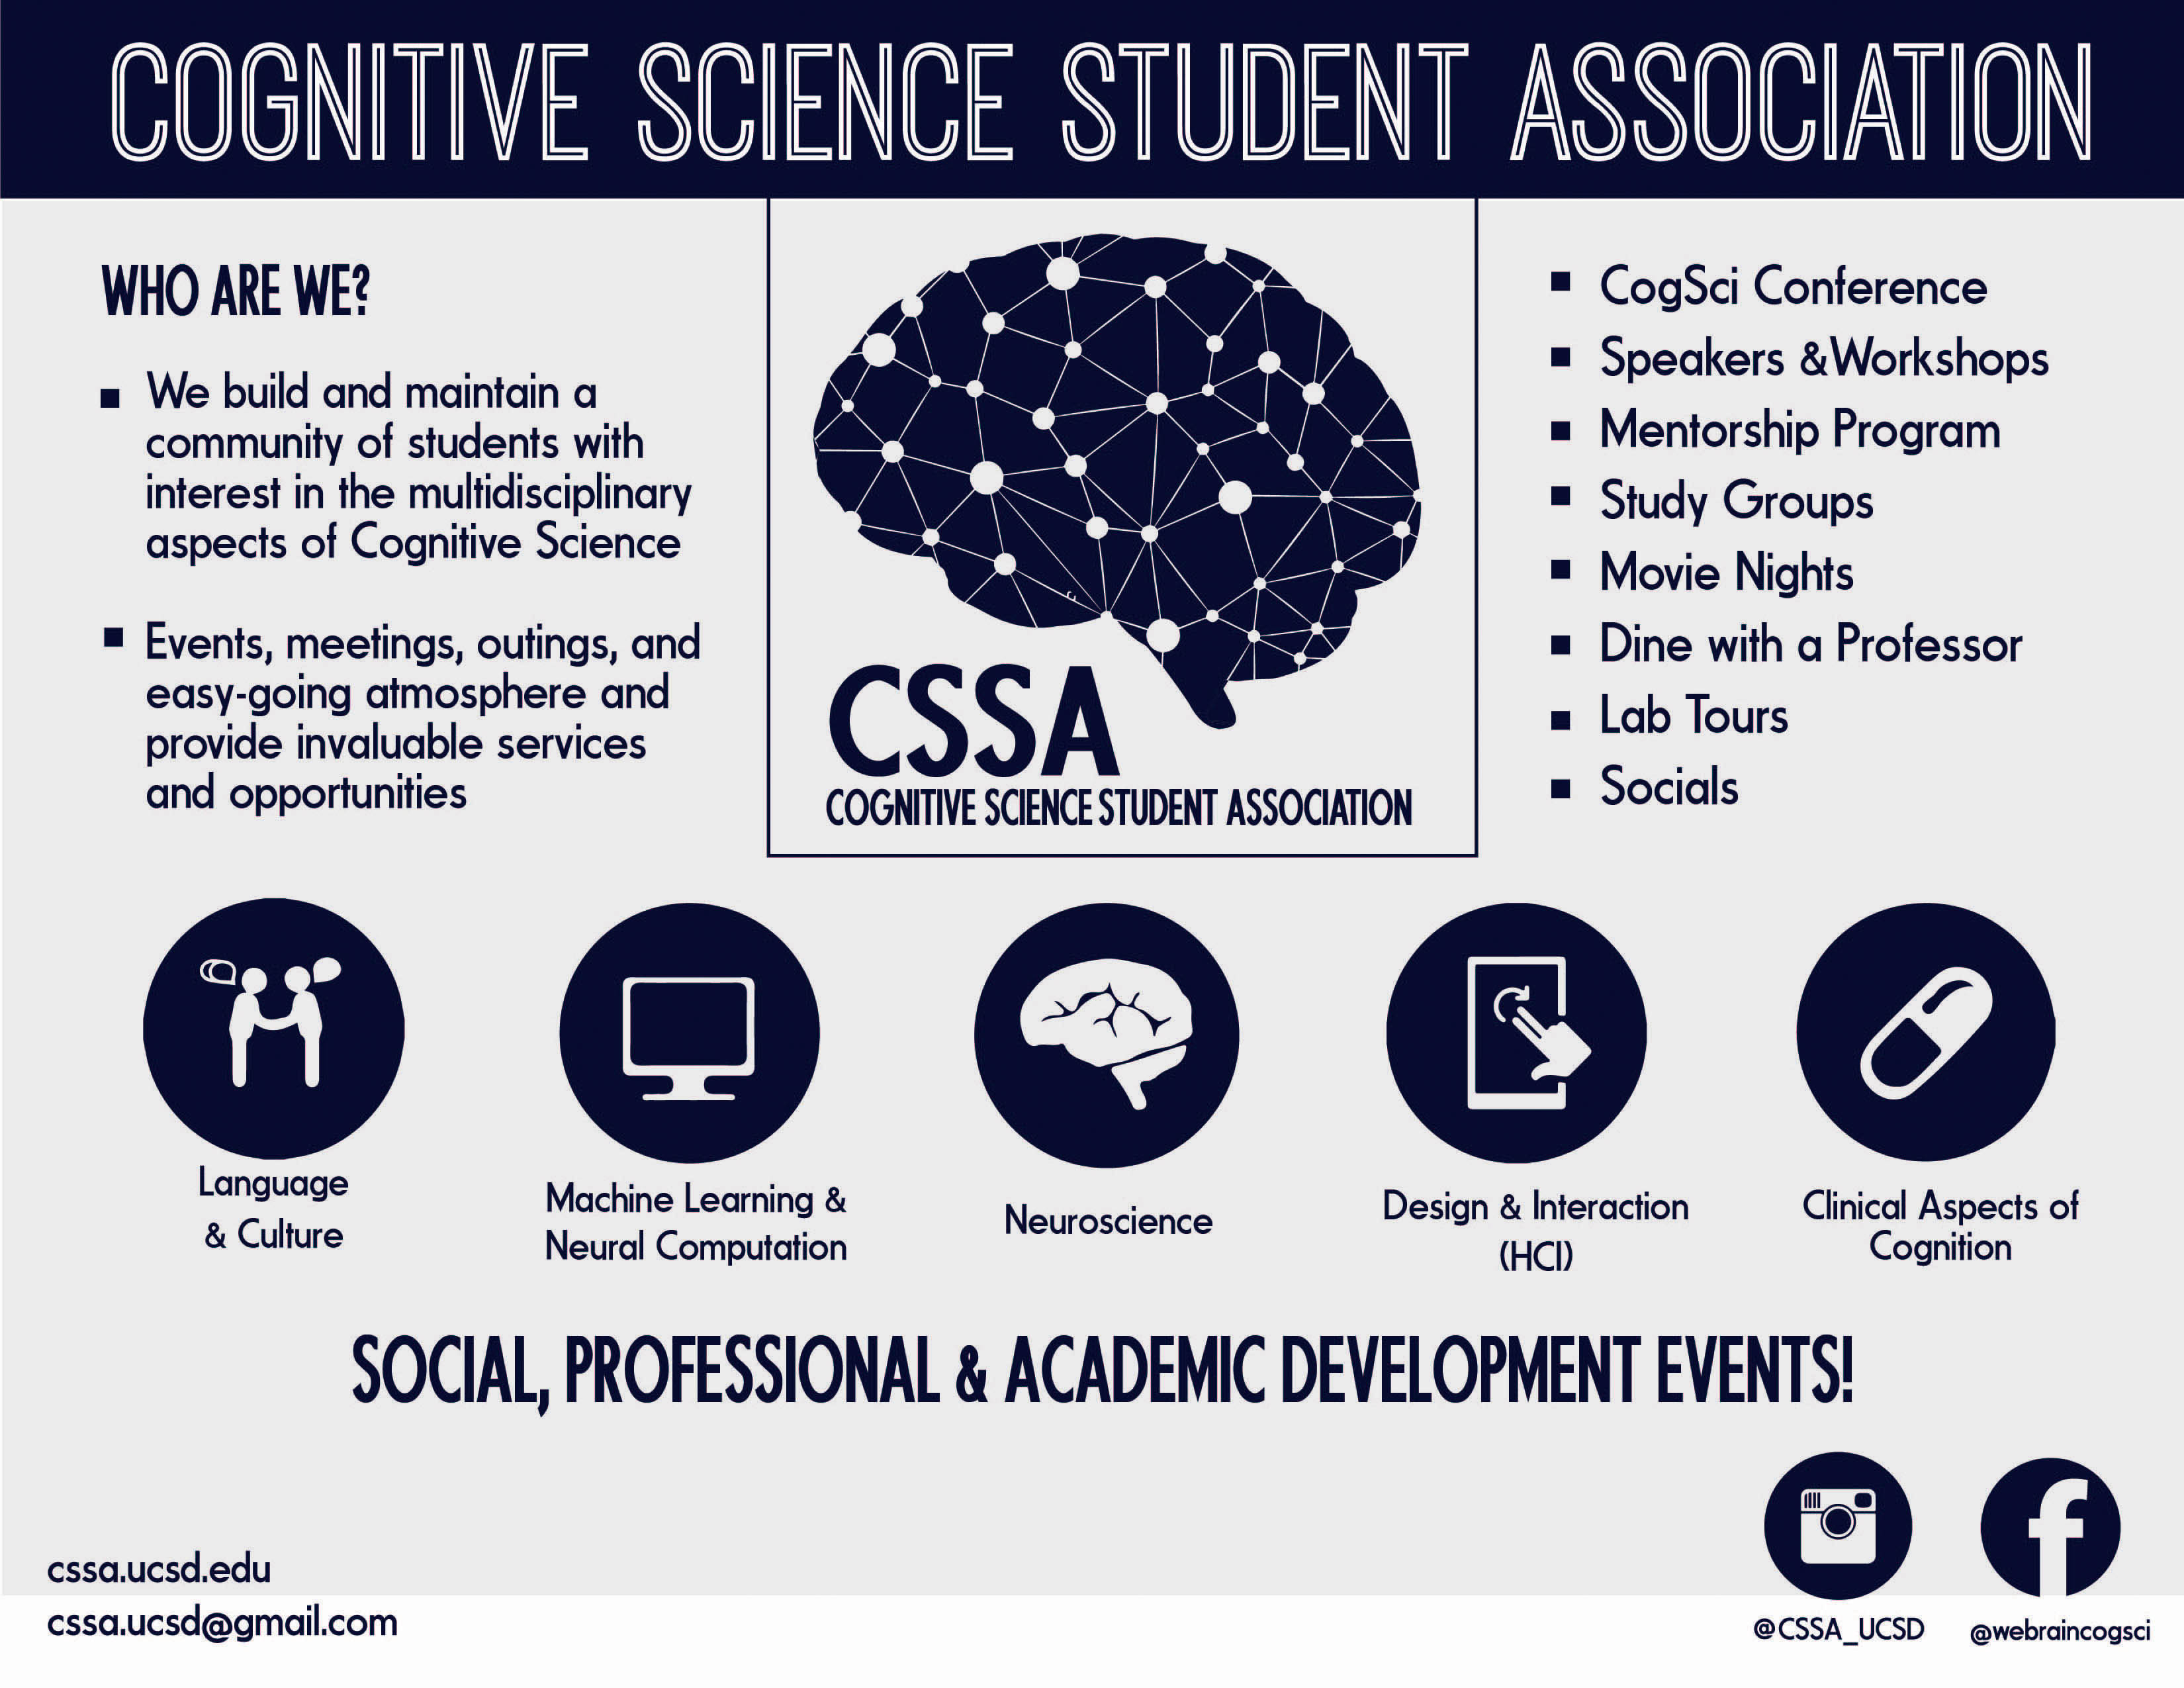 COGNITIVE SCIENCE STUDENT ASSOCIATION
WHO ARE WE?
▪ We build and maintain a
community of students with
interest in the multidisciplinary
aspects of Cognitive Science
▪ Events, meetings, outings, and
easy-going atmosphere and
provide invaluable services
and opportunities
CSSA
COGNITIVE SCIENCE STUDENT ASSOCIATION
▪ CogSci Conference
▪ Speakers &Workshops
▪ Mentorship Program
▪ Study Groups
▪ Movie Nights
▪ Dine with a Professor
▪ Lab Tours
▪ Socials
Language
& Culture
Machine Learning &
Neural Computation
Neuroscience
Design & Interaction
(HCI)
Clinical Aspects of
Cognition
SOCIAL, PROFESSIONAL & ACADEMIC DEVELOPMENT EVENTS!
cssa.ucsd.edu
cssa.ucsd@gmail.com
@CSSA_UCSD
@webraincogsci